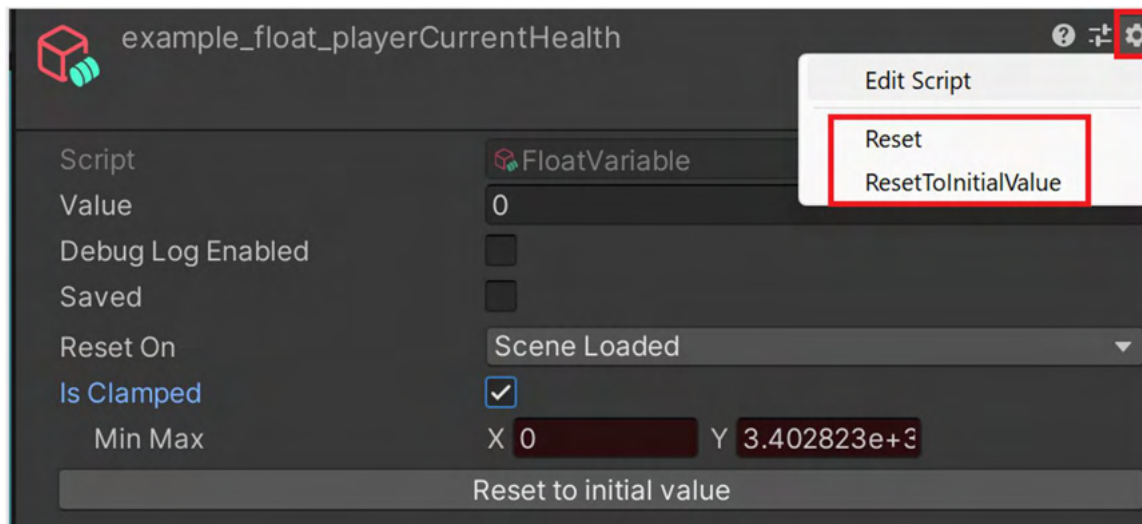 example_float_playerCurrentHealth
Edit Script
Reset
ResetToInitialValue
Script FloatVariable
Value 0
Debug Log Enabled
Saved
Reset On Scene Loaded
Is Clamped
Min Max X 0 Y 3.402823e+3
Reset to initial value